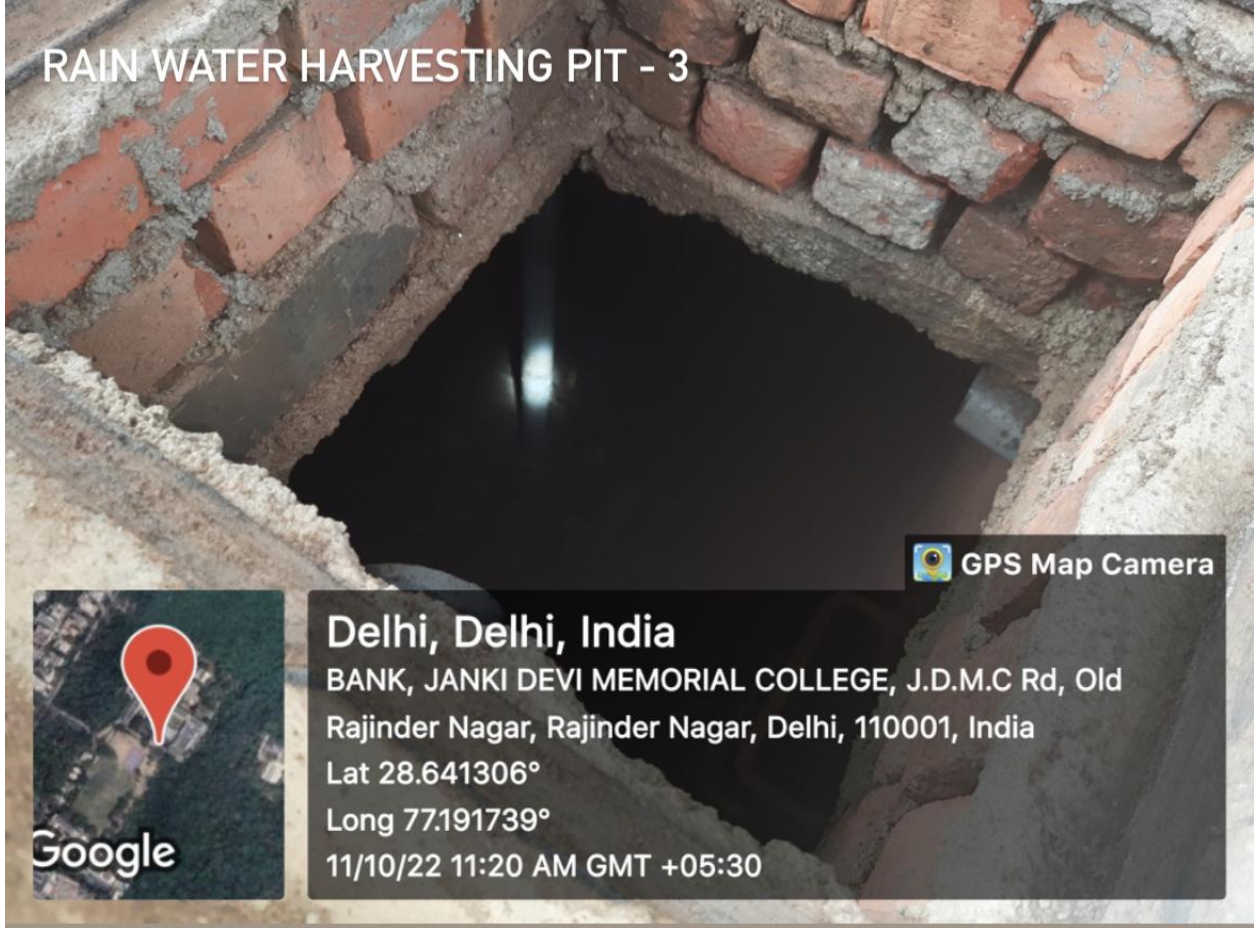 RAIN WATER HARVESTING PIT - 3
GPS Map Camera
Delhi, Delhi, India
BANK, JANKI DEVI MEMORIAL COLLEGE, J.D.M.C Rd, Old
Rajinder Nagar, Rajinder Nagar, Delhi, 110001, India
Lat 28.641306°
Long 77.191739°
11/10/22 11:20 AM GMT +05:30
Google